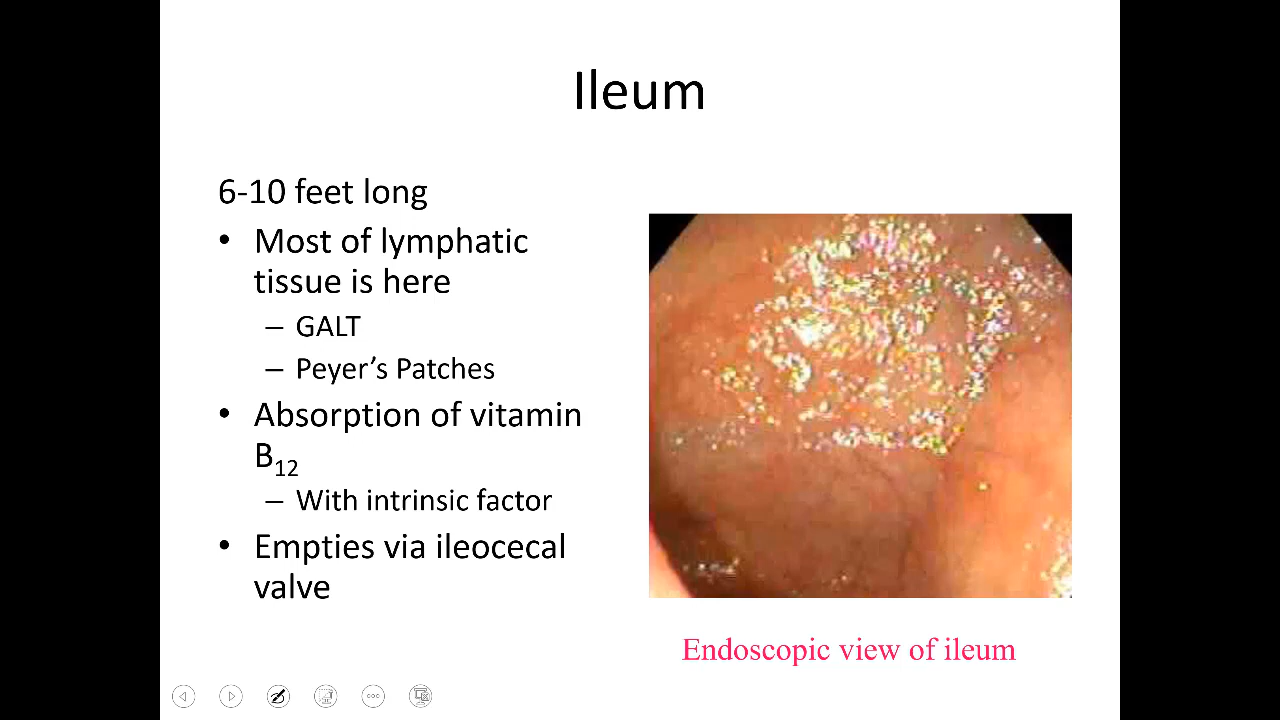 Ileum
6-10 feet long
• Most of lymphatic
tissue is here
– GALT
– Peyer’s Patches
• Absorption of vitamin
B₁₂
– With intrinsic factor
• Empties via ileocecal
valve
Endoscopic view of ileum